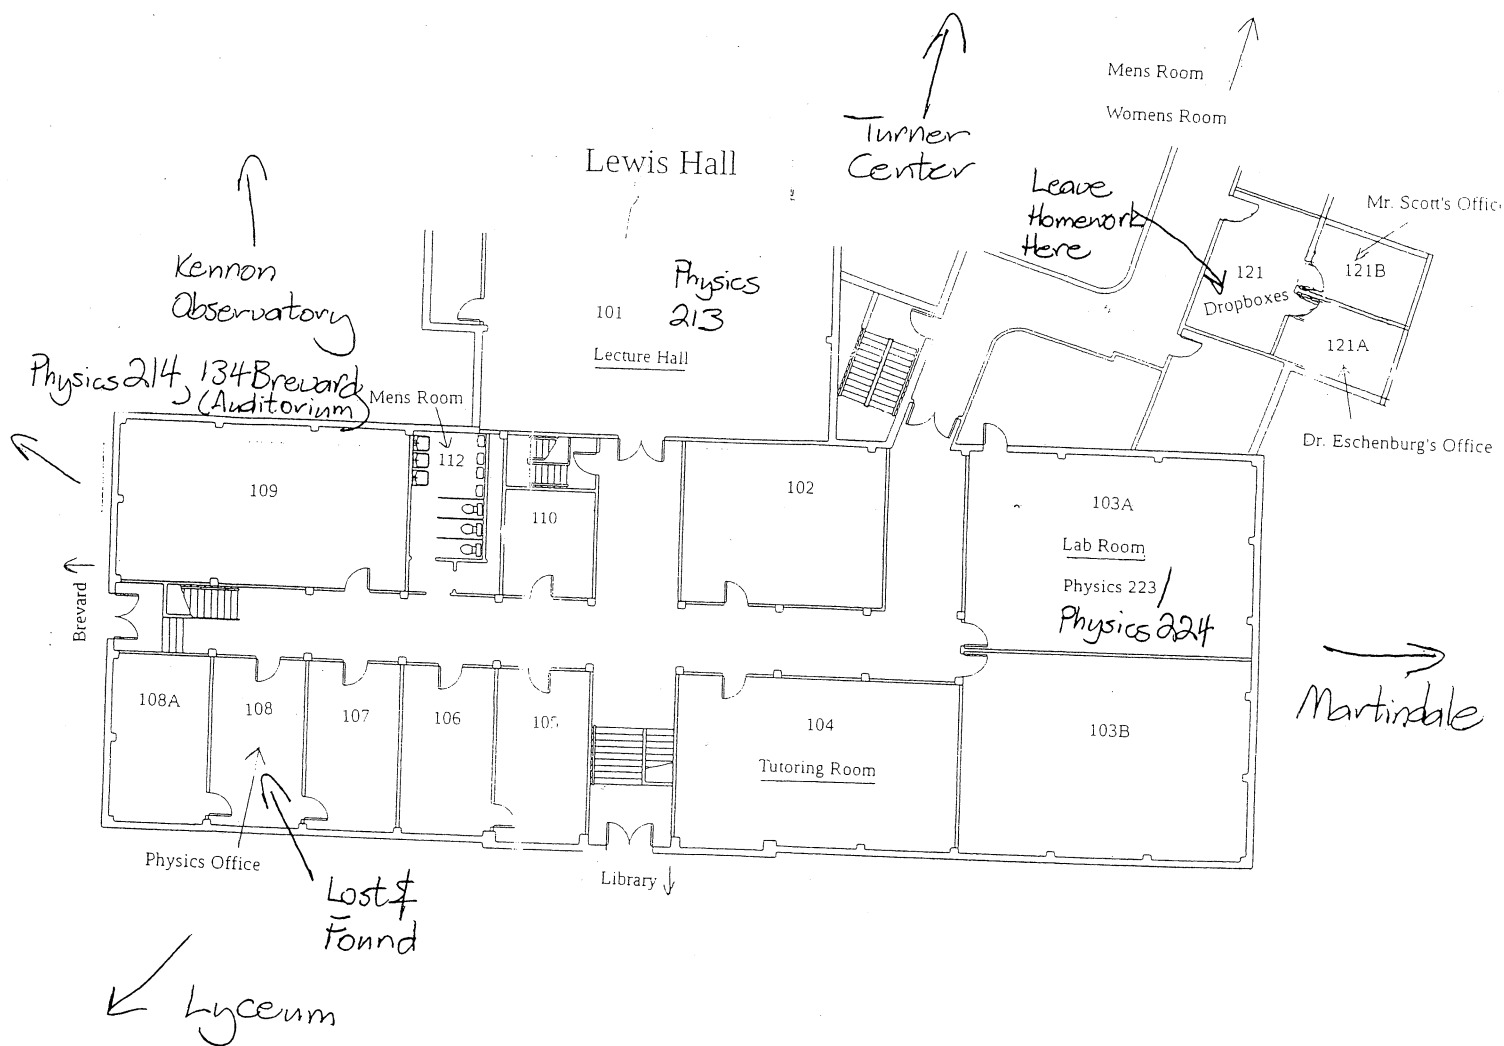 Mens Room
Womens Room
Turner
Center
Lewis Hall
Leave
Homework
Here
Mr. Scott's Office
Kennon
Observatory
Physics
213
101
Lecture Hall
121
Dropboxes
121B
121A
Dr. Eschenburg's Office
Physics 214, 134 Brevard
(Auditorium)
Mens Room
112
109
110
102
103A
Lab Room
Physics 223/
Physics 224
Brevard
Martindale
108A
108
107
106
105
104
Tutoring Room
103B
Physics Office
Library
Lost &
Found
Lyceum